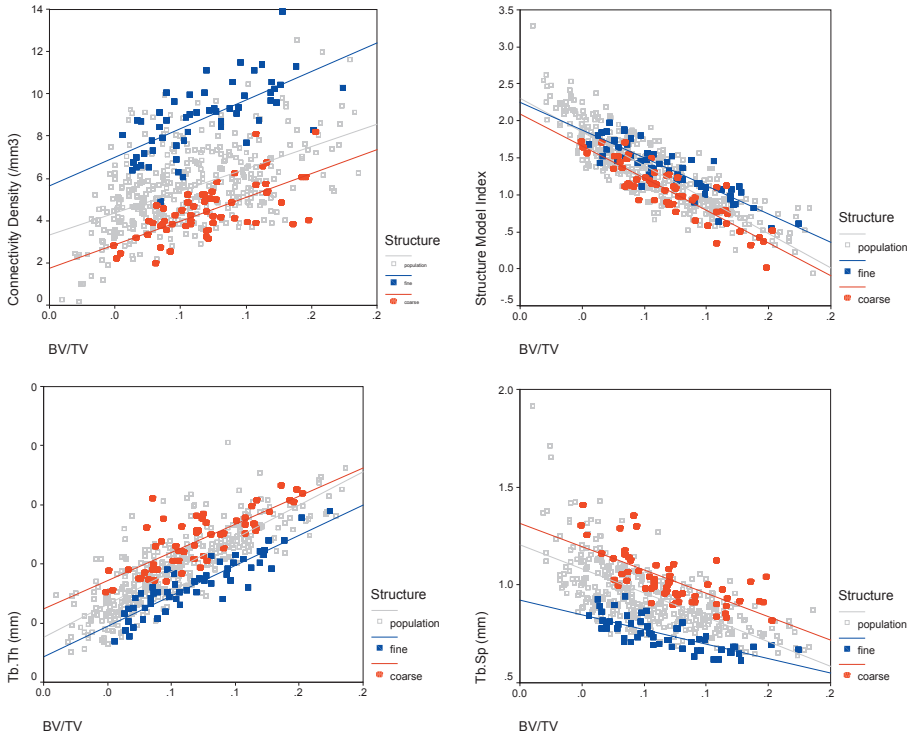 14
12
10
8
6
4
2
0
Connectivity Density (/mm3)
0.0
0.0
.1
.1
.2
.2
BV/TV
Structure
population
fine
coarse
3.5
3.0
2.5
2.0
1.5
1.0
.5
0.0
-.5
Structure Model Index
0.0
0.0
.1
.1
.2
.2
BV/TV
Structure
population
fine
coarse
0
0
0
0
0
0
Tb.Th (mm)
0.0
0.0
.1
.1
.2
.2
BV/TV
Structure
population
fine
coarse
2.0
1.5
1.0
.5
Tb.Sp (mm)
0.0
0.0
.1
.1
.2
.2
BV/TV
Structure
population
fine
coarse